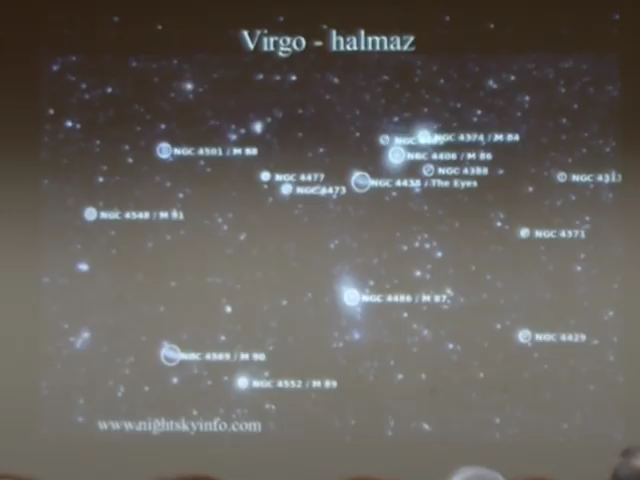 Virgo - halmaz
NGC 4374 / M 84
NGC 4501 / M 88
NGC 4406 / M 86
NGC 4388
NGC 4477
NGC 4438 / The Eyes
NGC 4473
NGC 4548 / M 91
NGC 4371
NGC 4486 / M 87
NGC 4429
NGC 4569 / M 90
NGC 4552 / M 89
www.nightskyinfo.com